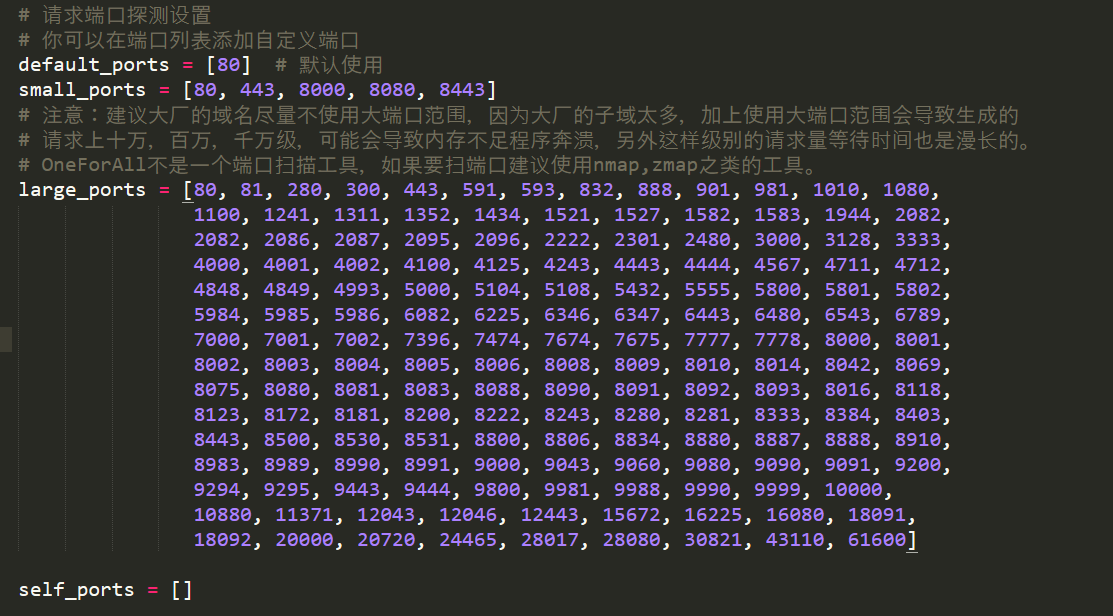 # 请求端口探测设置
# 你可以在端口列表添加自定义端口
default_ports = [80]  # 默认使用
small_ports = [80, 443, 8000, 8080, 8443]
# 注意：建议大厂的域名尽量不使用大端口范围, 因为大厂的子域太多, 加上使用大端口范围会导致生成的
# 请求上十万, 百万, 千万级, 可能会导致内存不足程序奔溃, 另外这样级别的请求量等待时间也是漫长的。
# OneForAll不是一个端口扫描工具, 如果要扫端口建议使用nmap,zmap之类的工具。
large_ports = [80, 81, 280, 300, 443, 591, 593, 832, 888, 901, 981, 1010, 1080,
1100, 1241, 1311, 1352, 1434, 1521, 1527, 1582, 1583, 1944, 2082,
2082, 2086, 2087, 2095, 2096, 2222, 2301, 2480, 3000, 3128, 3333,
4000, 4001, 4002, 4100, 4125, 4243, 4443, 4444, 4567, 4711, 4712,
4848, 4849, 4993, 5000, 5104, 5108, 5432, 5555, 5800, 5801, 5802,
5984, 5985, 5986, 6082, 6225, 6346, 6347, 6443, 6480, 6543, 6789,
7000, 7001, 7002, 7396, 7474, 7674, 7675, 7777, 7778, 8000, 8001,
8002, 8003, 8004, 8005, 8006, 8008, 8009, 8010, 8014, 8042, 8069,
8075, 8080, 8081, 8083, 8088, 8090, 8091, 8092, 8093, 8016, 8118,
8123, 8172, 8181, 8200, 8222, 8243, 8280, 8281, 8333, 8384, 8403,
8443, 8500, 8530, 8531, 8800, 8806, 8834, 8880, 8887, 8888, 8910,
8983, 8989, 8990, 8991, 9000, 9043, 9060, 9080, 9090, 9091, 9200,
9294, 9295, 9443, 9444, 9800, 9981, 9988, 9990, 9999, 10000,
10880, 11371, 12043, 12046, 12443, 15672, 16225, 16080, 18091,
18092, 20000, 20720, 24465, 28017, 28080, 30821, 43110, 61600]
self_ports = []